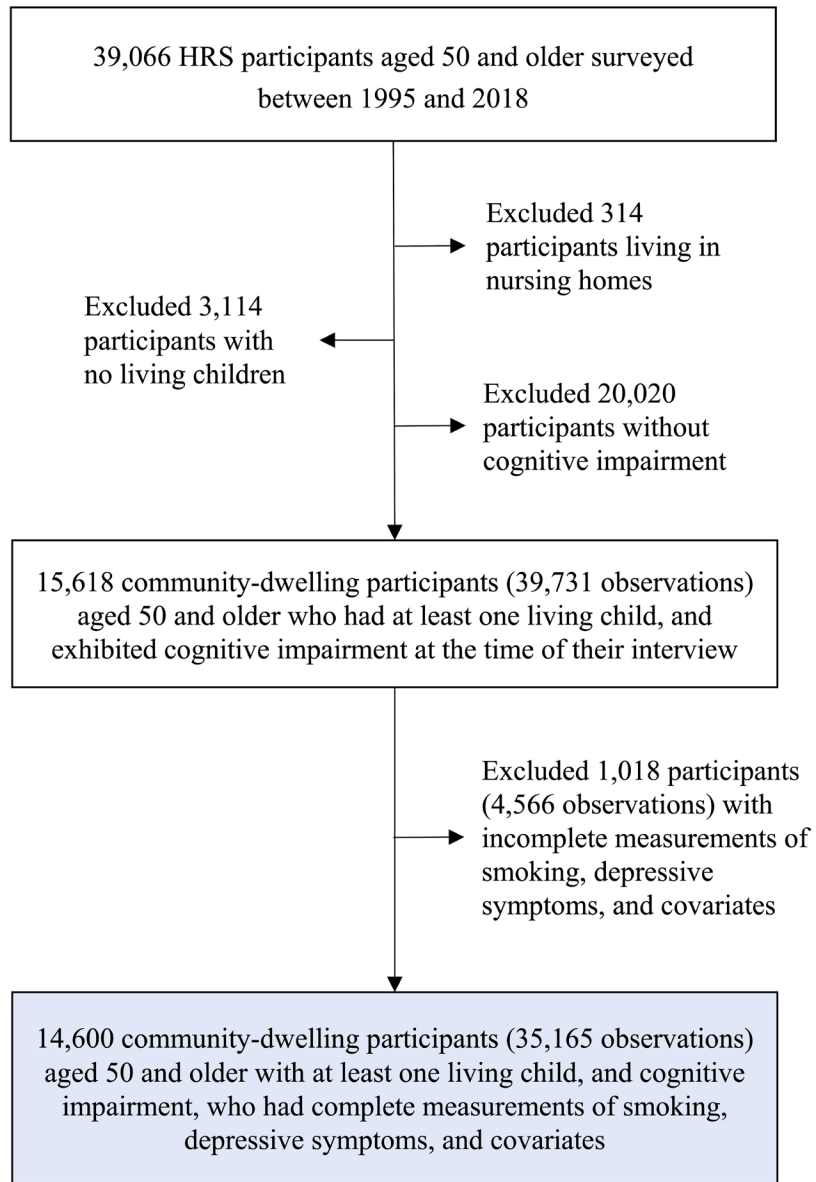 39,066 HRS participants aged 50 and older surveyed
between 1995 and 2018
Excluded 314
participants living in
nursing homes
Excluded 3,114
participants with
no living children
Excluded 20,020
participants without
cognitive impairment
15,618 community-dwelling participants (39,731 observations)
aged 50 and older who had at least one living child, and
exhibited cognitive impairment at the time of their interview
Excluded 1,018 participants
(4,566 observations) with
incomplete measurements of
smoking, depressive
symptoms, and covariates
14,600 community-dwelling participants (35,165 observations)
aged 50 and older with at least one living child, and cognitive
impairment, who had complete measurements of smoking,
depressive symptoms, and covariates